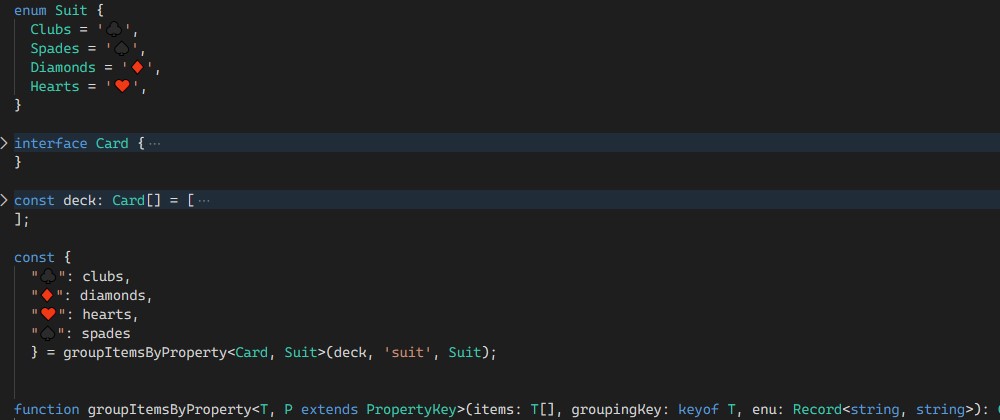 enum Suit {
Clubs = '♣️',
Spades = '♠️',
Diamonds = '♦️',
Hearts = '♥️',
}
interface Card { ···
}
const deck: Card[] = [ ···
];
const {
"♣️": clubs,
"♦️": diamonds,
"♥️": hearts,
"♠️": spades
} = groupItemsByProperty<Card, Suit>(deck, 'suit', Suit);
function groupItemsByProperty<T, P extends PropertyKey>(items: T[], groupingKey: keyof T, enu: Record<string, string>):